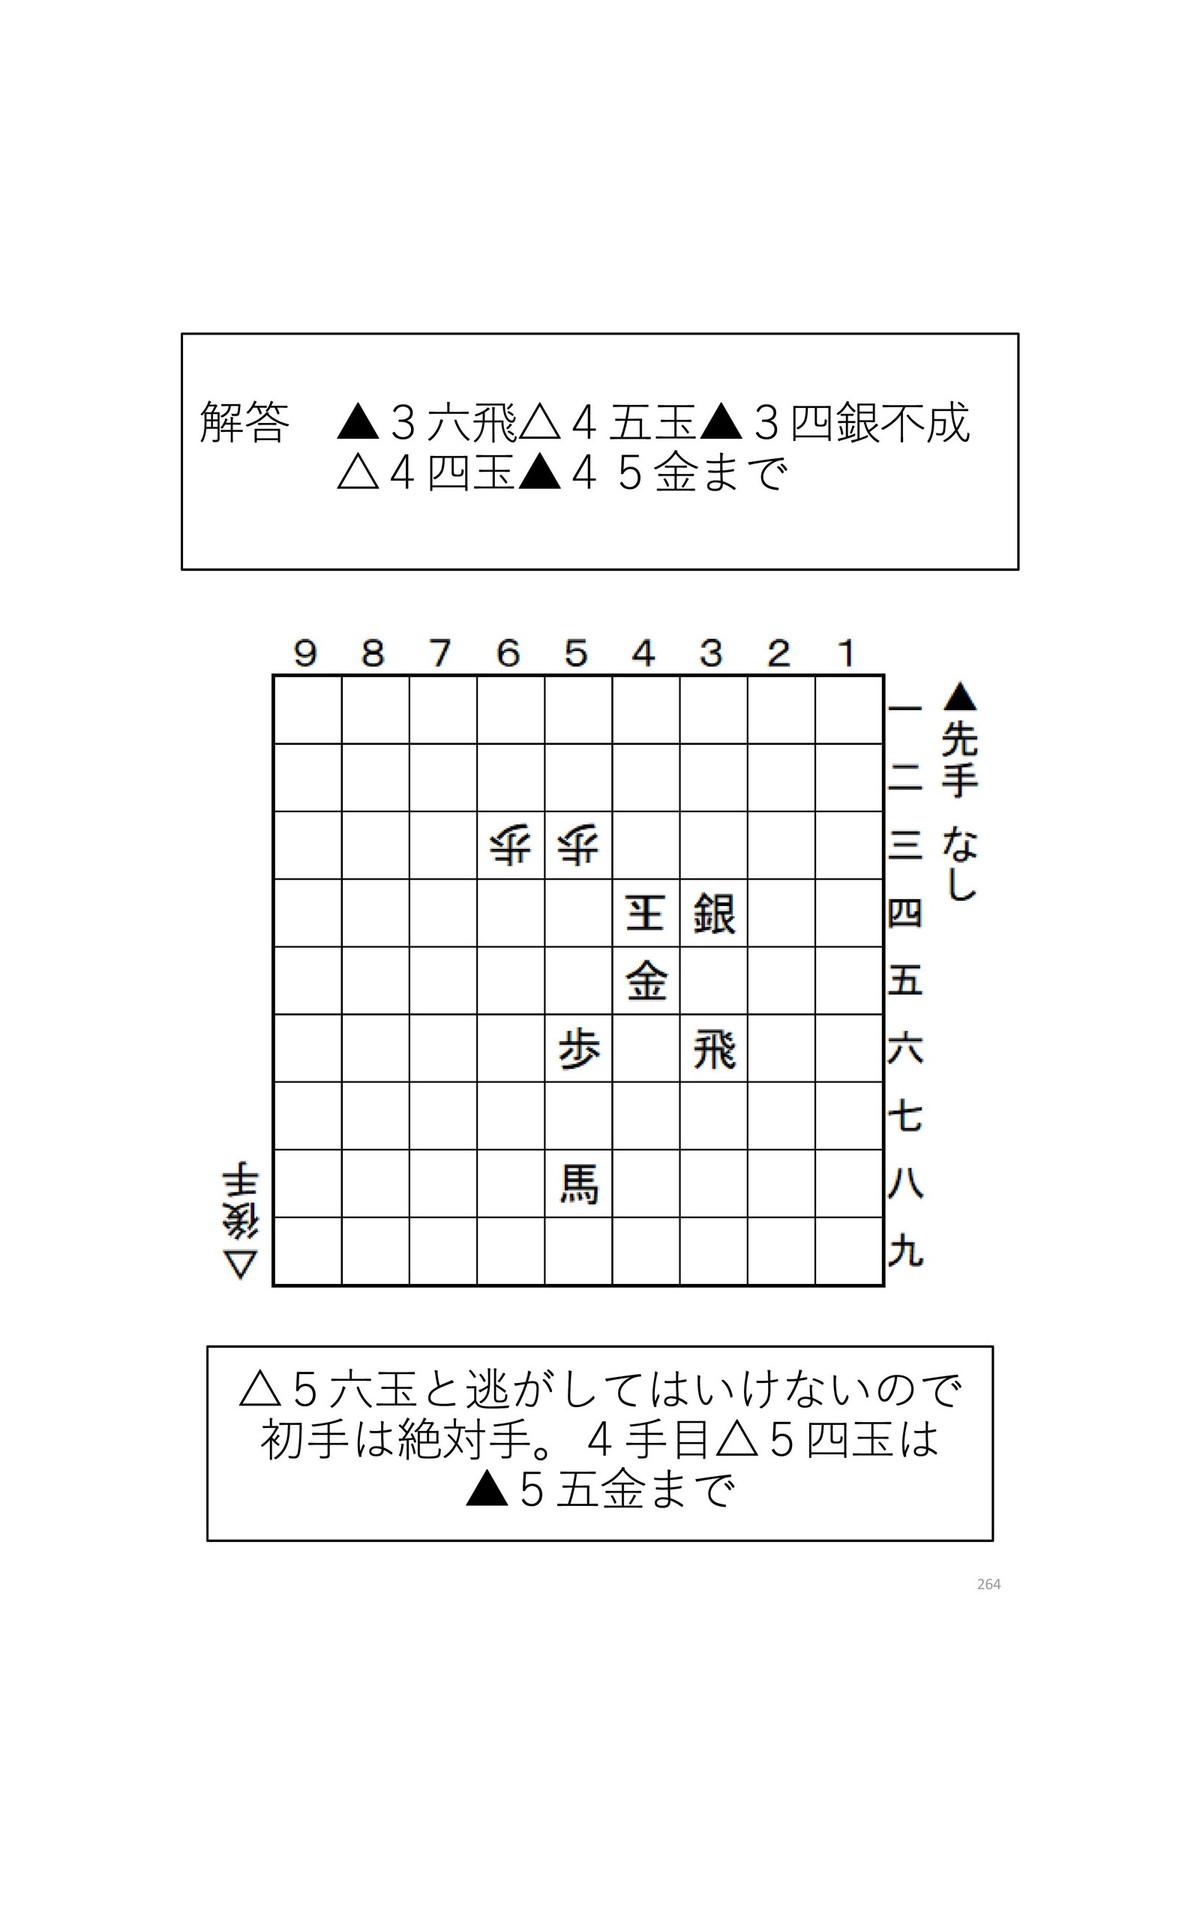 解答　▲３六飛△４五玉▲３四銀不成
△４四玉▲４５金まで
９ ８ ７ ６ ５ ４ ３ ２ １
一
二
歩 歩 三
王 銀 四
金 五
歩 飛 六
七
馬 八
九
▲先手 なし
△後手
△５六玉と逃がしてはいけないので
初手は絶対手。４手目△５四玉は
▲５五金まで
264